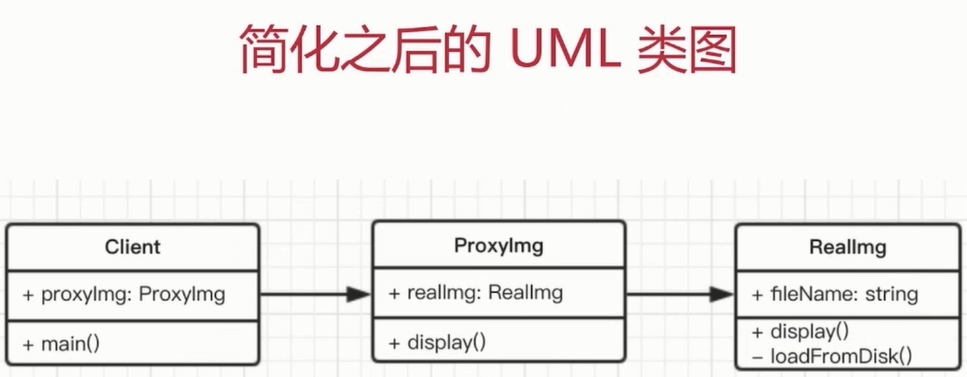 简化之后的 UML 类图
Client
+ proxyImg: ProxyImg
+ main()
ProxyImg
+ realImg: RealImg
+ display()
RealImg
+ fileName: string
+ display()
– loadFromDisk()